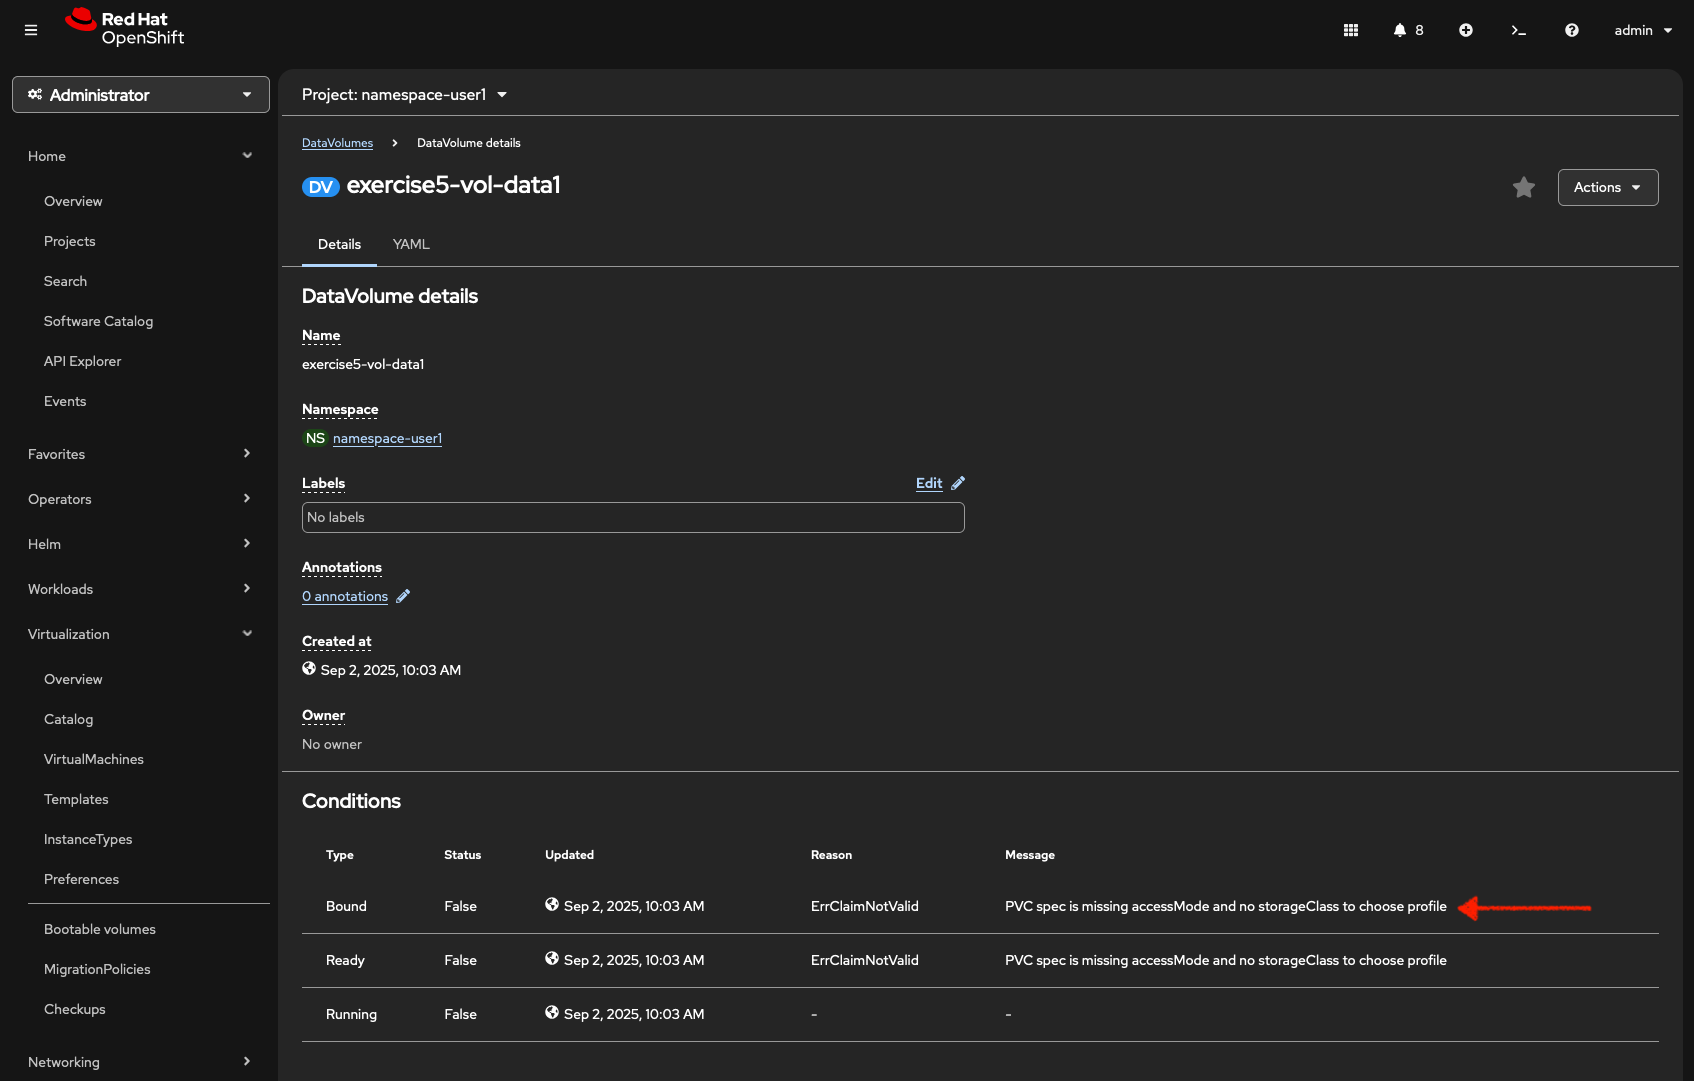 Red Hat
OpenShift
8
admin
Administrator
Home
Overview
Projects
Search
Software Catalog
API Explorer
Events
Favorites
Operators
Helm
Workloads
Virtualization
Overview
Catalog
VirtualMachines
Templates
InstanceTypes
Preferences
Bootable volumes
MigrationPolicies
Checkups
Networking
Project: namespace-user1
DataVolumes > DataVolume details
DV exercise5-vol-data1
Actions
Details YAML
DataVolume details
Name
exercise5-vol-data1
Namespace
NS namespace-user1
Labels Edit
No labels
Annotations
0 annotations
Created at
Sep 2, 2025, 10:03 AM
Owner
No owner
Conditions
Type Status Updated Reason Message
Bound False Sep 2, 2025, 10:03 AM ErrClaimNotValid PVC spec is missing accessMode and no storageClass to choose profile
Ready False Sep 2, 2025, 10:03 AM ErrClaimNotValid PVC spec is missing accessMode and no storageClass to choose profile
Running False Sep 2, 2025, 10:03 AM - -